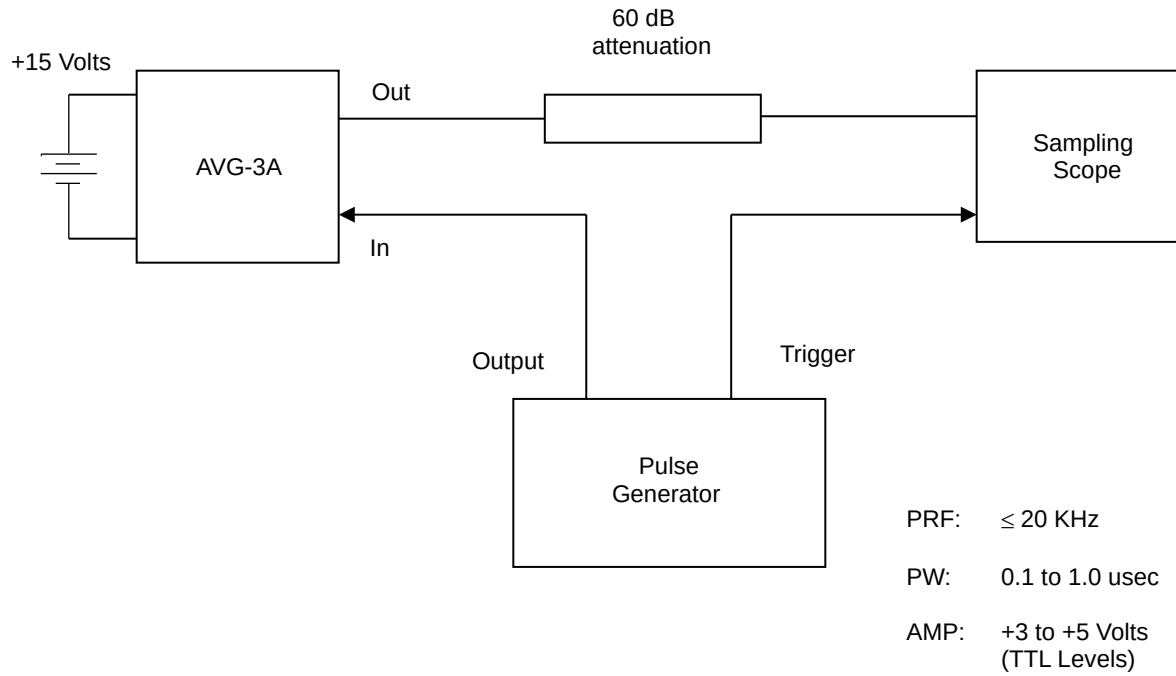 60 dB
attenuation
+15 Volts
Out
AVG-3A
Sampling
Scope
In
Output
Trigger
Pulse
Generator
PRF: ≤ 20 KHz
PW: 0.1 to 1.0 usec
AMP: +3 to +5 Volts
(TTL Levels)